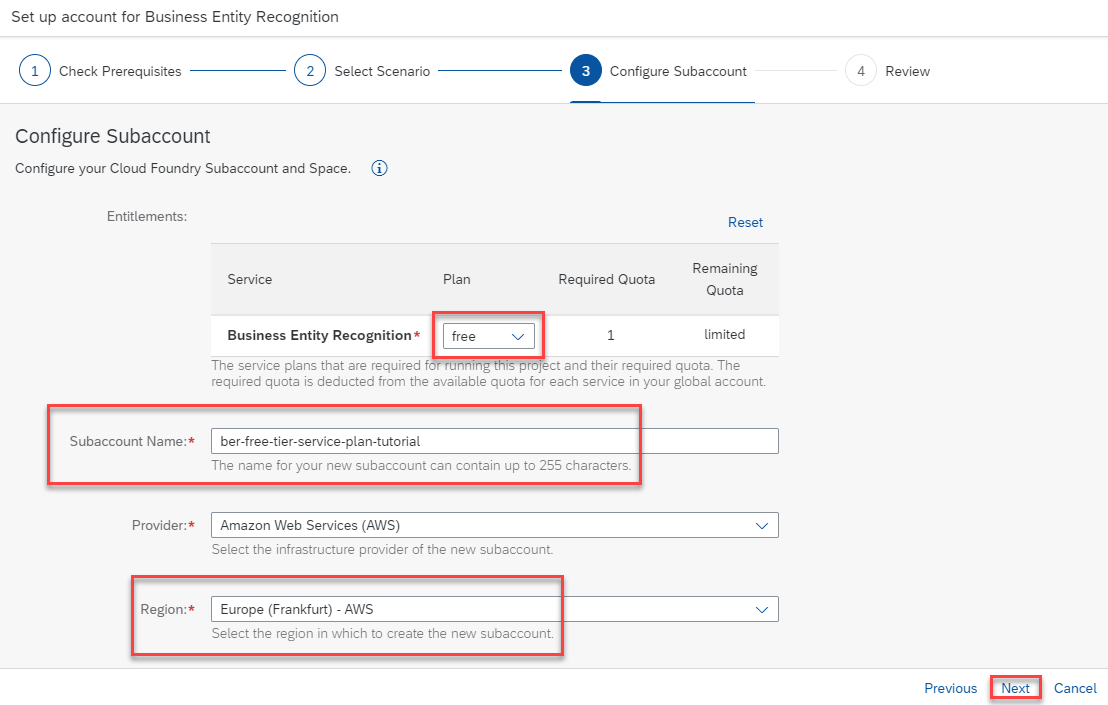 Set up account for Business Entity Recognition
1 Check Prerequisites 2 Select Scenario 3 Configure Subaccount 4 Review
Configure Subaccount
Configure your Cloud Foundry Subaccount and Space.
Entitlements:
Reset
Service Plan Required Quota Remaining Quota
Business Entity Recognition* free 1 limited
The service plans that are required for running this project and their required quota. The
required quota is deducted from the available quota for each service in your global account.
Subaccount Name:* ber-free-tier-service-plan-tutorial
The name for your new subaccount can contain up to 255 characters.
Provider:* Amazon Web Services (AWS)
Select the infrastructure provider of the new subaccount.
Region:* Europe (Frankfurt) - AWS
Select the region in which to create the new subaccount.
Previous Next Cancel